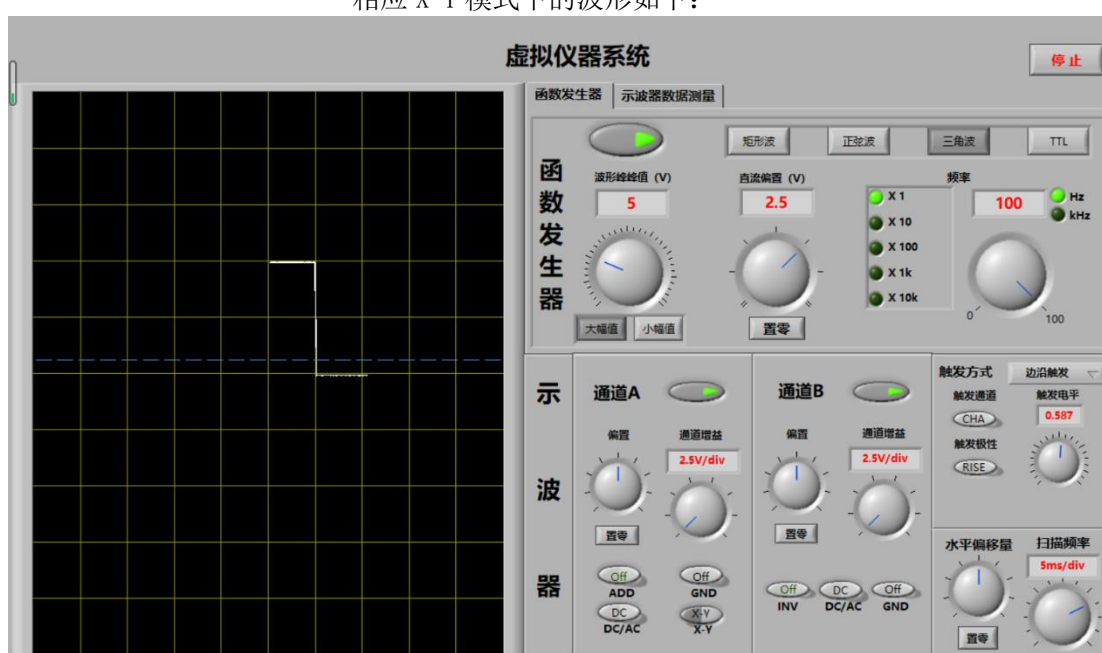 相应 X-Y 模式下的波形如下：
虚拟仪器系统
停止
函数发生器 示波器数据测量
函数发生器
矩形波 正弦波 三角波 TTL
波形峰峰值 (V) 直流偏置 (V) 频率
5 2.5 100
X 1
X 10
X 100
X 1k
X 10k
Hz
kHz
0 100
大幅值 小幅值 置零
示波器
通道A 通道B
偏置 通道增益 偏置 通道增益
2.5V/div 2.5V/div
置零 置零
Off Off
ADD GND
DC X-Y
DC/AC X-Y
Off DC Off
INV DC/AC GND
触发方式 边沿触发
触发通道 触发电平
CHA 0.587
触发极性
RISE
水平偏移量 扫描频率
5ms/div
置零